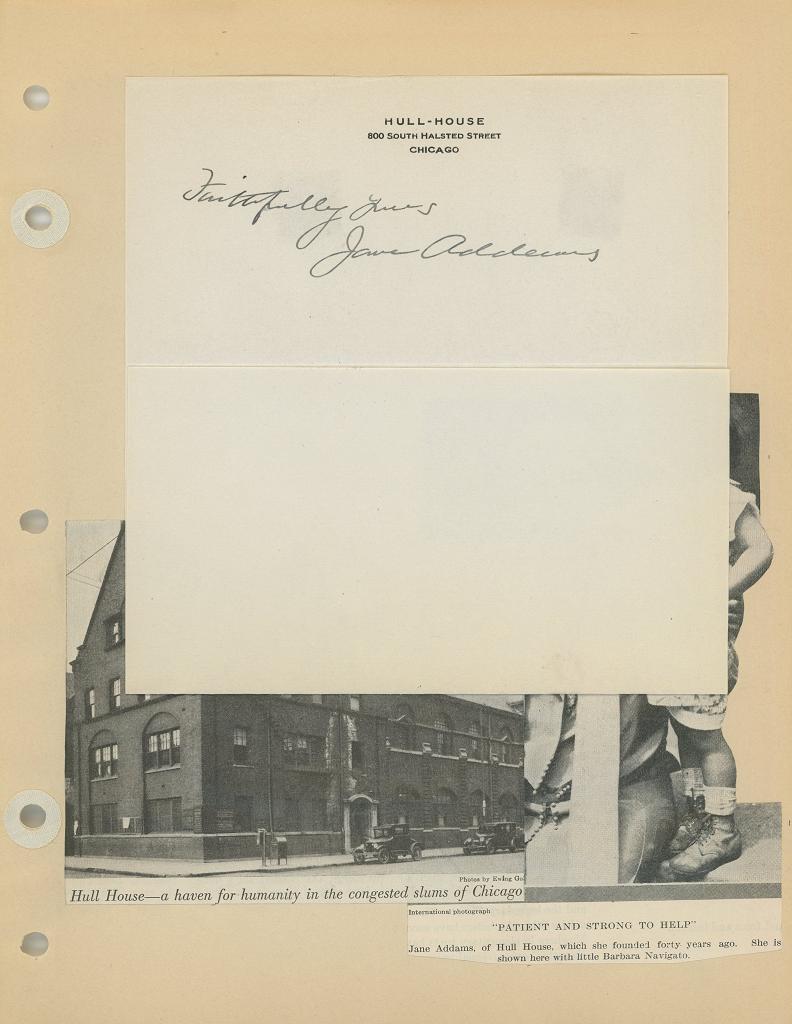 HULL-HOUSE
800 SOUTH HALSTED STREET
CHICAGO
Faithfully yours
Jane Addams
Photos by Ewing Ga
Hull House—a haven for humanity in the congested slums of Chicago
International photograph
"PATIENT AND STRONG TO HELP"
Jane Addams, of Hull House, which she founded forty years ago. She is
shown here with little Barbara Navigato.